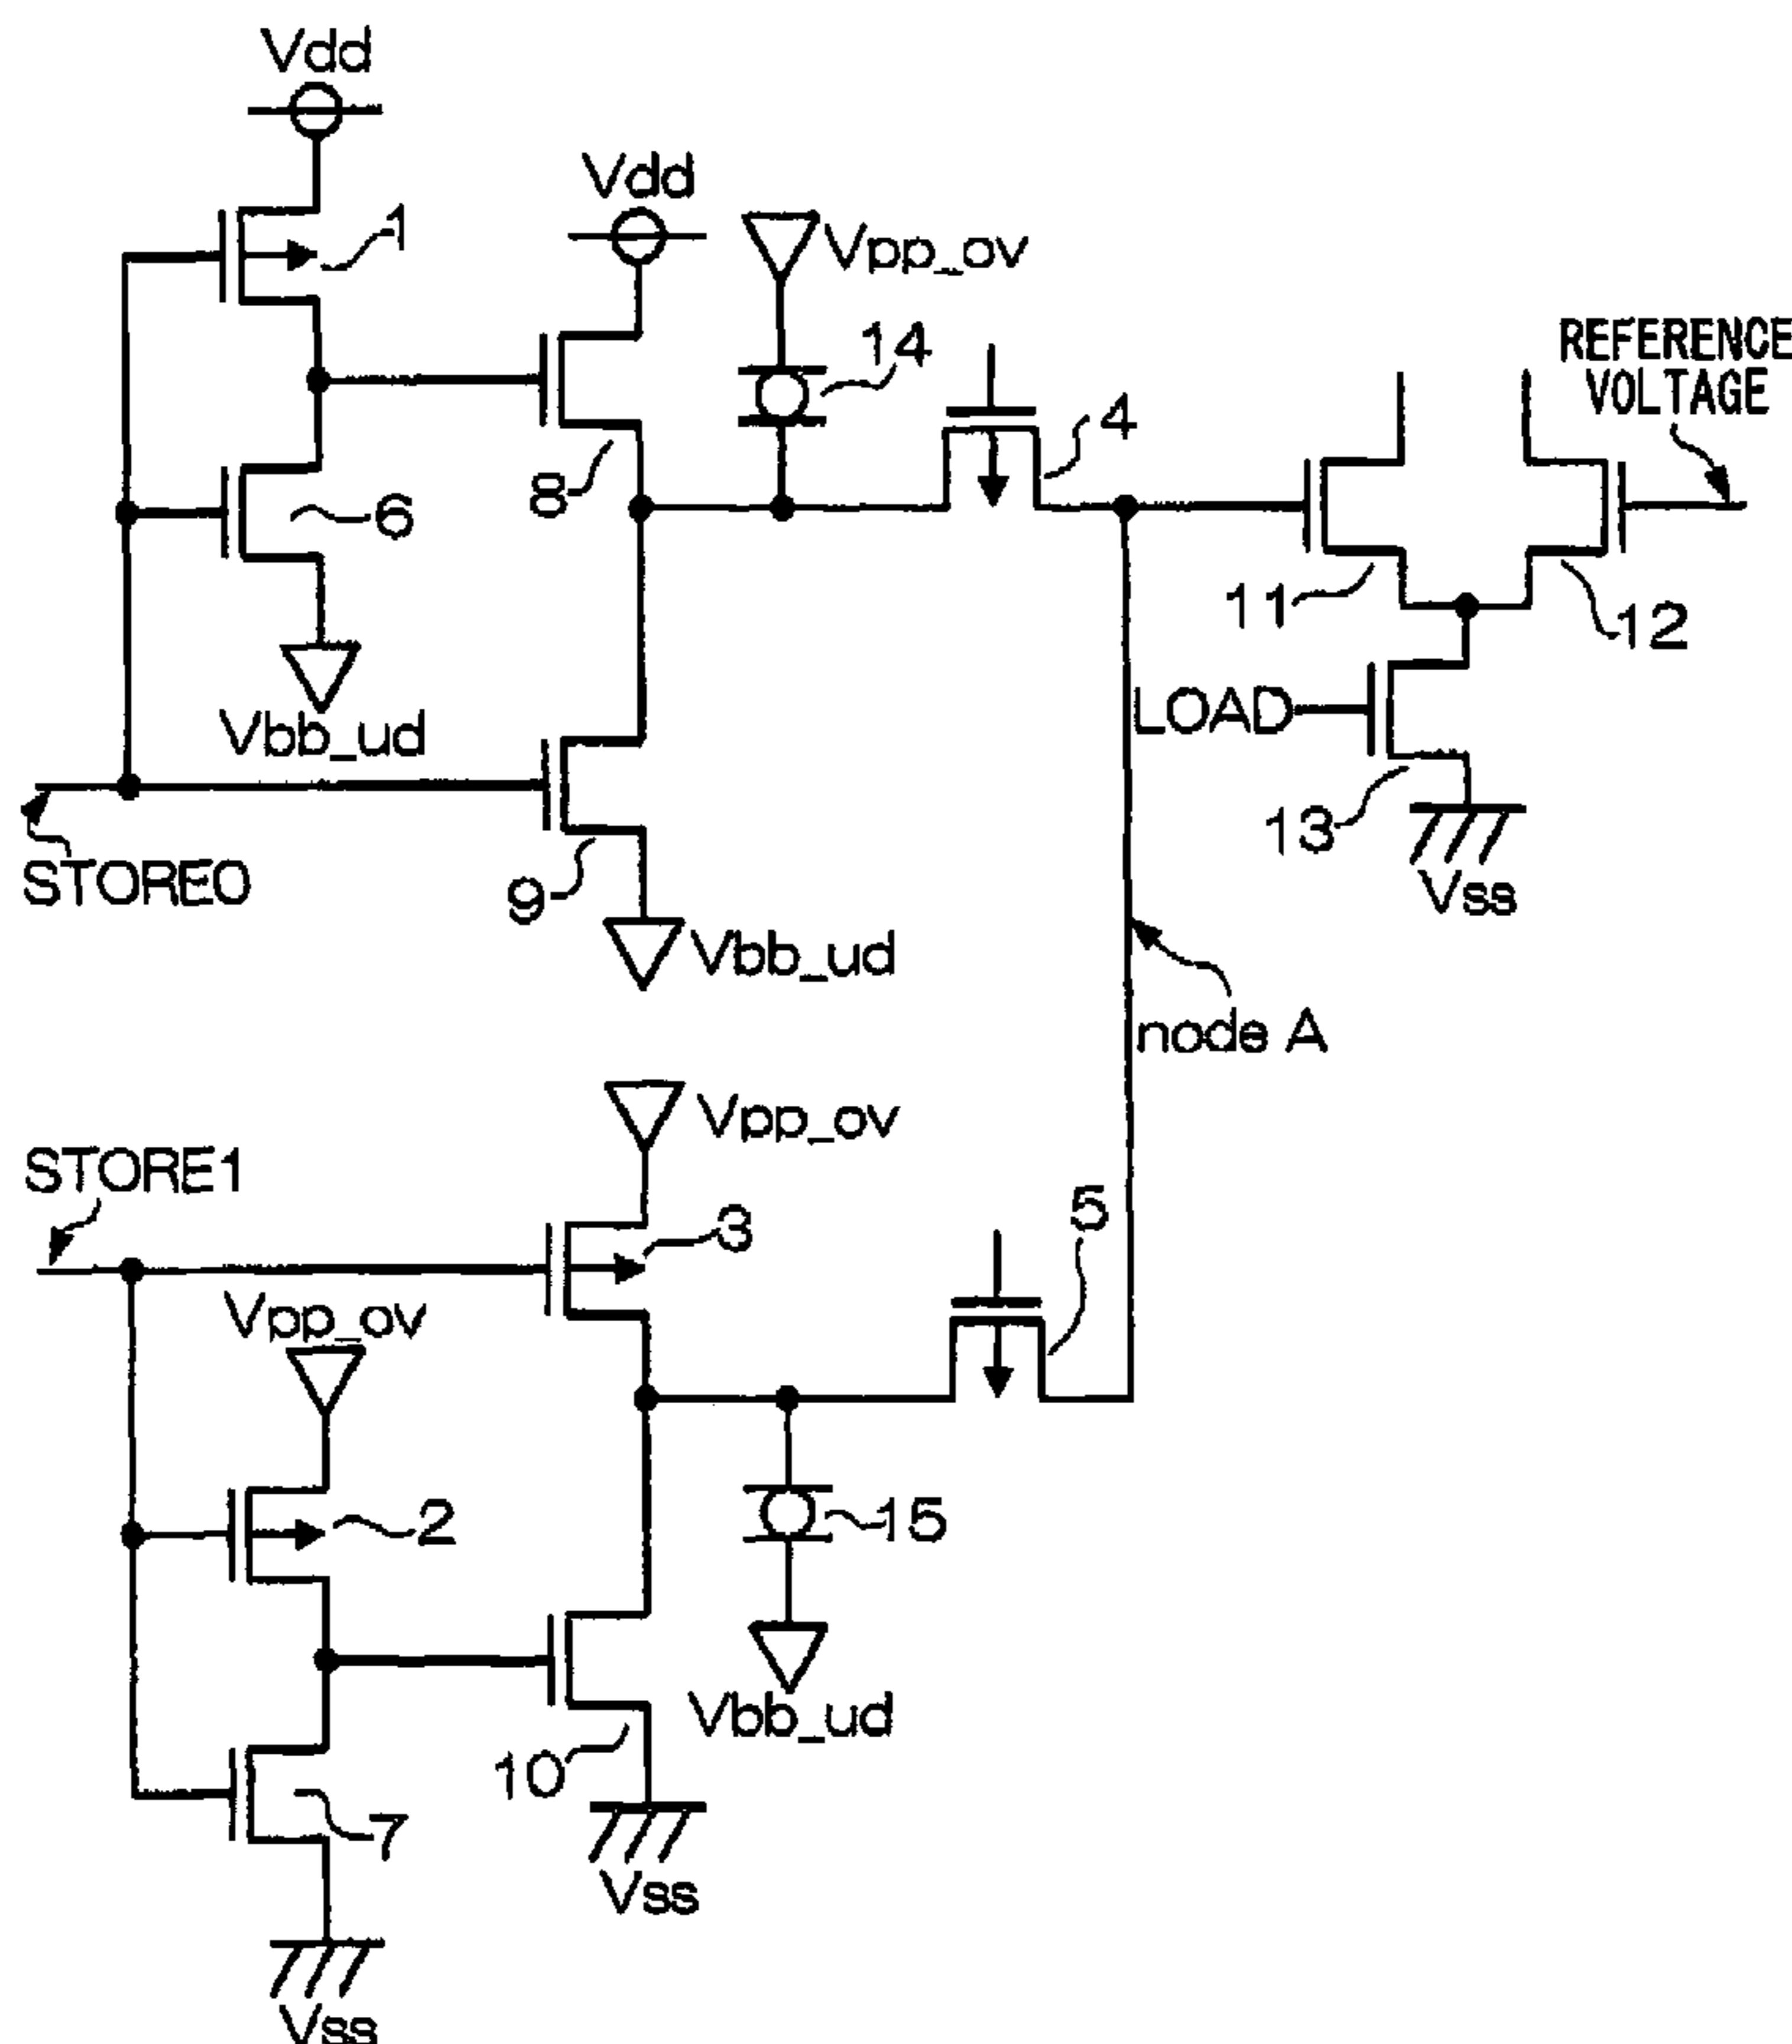 Vdd
1
Vdd
Vpp_ov
14
4
REFERENCE
VOLTAGE
6
8
11
12
Vbb_ud
LOAD
13
Vss
STORE0
9
Vbb_ud
node A
Vpp_ov
STORE1
3
5
Vpp_ov
2
15
Vbb_ud
10
7
Vss
Vss